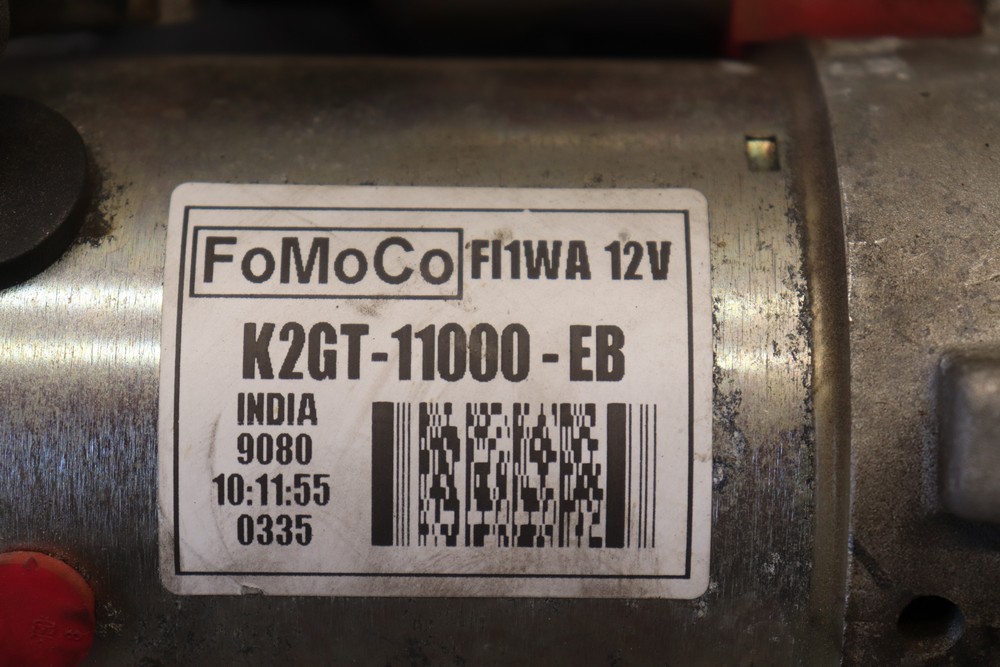 FoMoCo FI1WA 12V
K2GT-11000-EB
INDIA
9080
10:11:55
0335